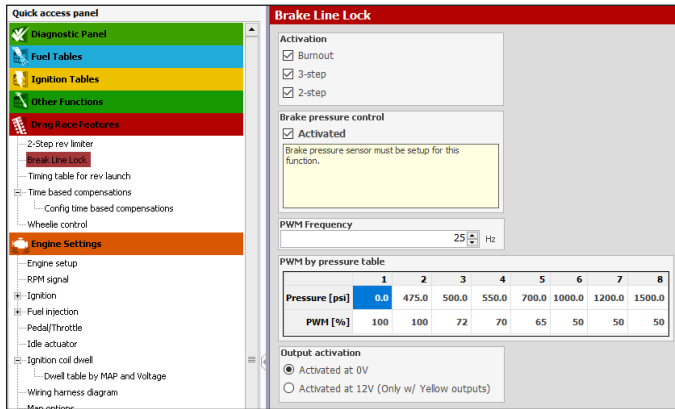 Quick access panel
Diagnostic Panel
Fuel Tables
Ignition Tables
Other Functions
Drag Race Features
2-Step rev limiter
Break Line Lock
Timing table for rev launch
Time based compensations
Config time based compensations
Wheelie control
Engine Settings
Engine setup
RPM signal
Ignition
Fuel injection
Pedal/Throttle
Idle actuator
Ignition coil dwell
Dwell table by MAP and Voltage
Wiring harness diagram
Map options
Brake Line Lock
Activation
Burnout
3-step
2-step
Brake pressure control
Activated
Brake pressure sensor must be setup for this
function.
PWM Frequency
25 Hz
PWM by pressure table
1 2 3 4 5 6 7 8
Pressure [psi] 0.0 475.0 500.0 550.0 700.0 1000.0 1200.0 1500.0
PWM [%] 100 100 72 70 65 50 50 50
Output activation
Activated at 0V
Activated at 12V (Only w/ Yellow outputs)